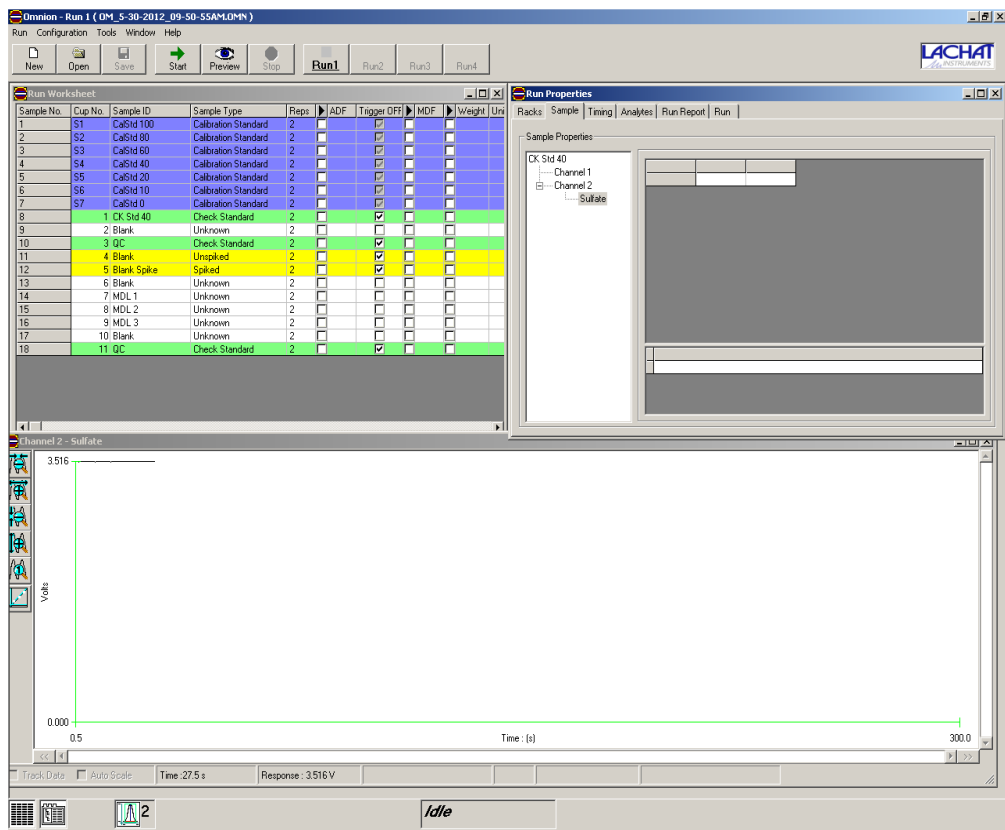 Omnion - Run 1 ( OM_5-30-2012_09-50-55AM.OMN )
Run Configuration Tools Window Help
New Open Save Start Preview Stop Run1 Run2 Run3 Run4
LACHAT
INSTRUMENTS
Run Worksheet
Sample No. Cup No. Sample ID Sample Type Reps ADF Trigger OFF MDF Weight Uni
1 S1 CalStd 100 Calibration Standard 2
2 S2 CalStd 80 Calibration Standard 2
3 S3 CalStd 60 Calibration Standard 2
4 S4 CalStd 40 Calibration Standard 2
5 S5 CalStd 20 Calibration Standard 2
6 S6 CalStd 10 Calibration Standard 2
7 S7 CalStd 0 Calibration Standard 2
8 1 CK Std 40 Check Standard 2
9 2 Blank Unknown 2
10 3 QC Check Standard 2
11 4 Blank Unspiked 2
12 5 Blank Spike Spiked 2
13 6 Blank Unknown 2
14 7 MDL 1 Unknown 2
15 8 MDL 2 Unknown 2
16 9 MDL 3 Unknown 2
17 10 Blank Unknown 2
18 11 QC Check Standard 2
Run Properties
Racks Sample Timing Analytes Run Report Run
Sample Properties
CK Std 40
Channel 1
Channel 2
Sulfate
Channel 2 - Sulfate
3.516
Volts
0.000
0.5 Time : (s) 300.0
Track Data Auto Scale Time :27.5 s Response : 3.516 V
2 Idle